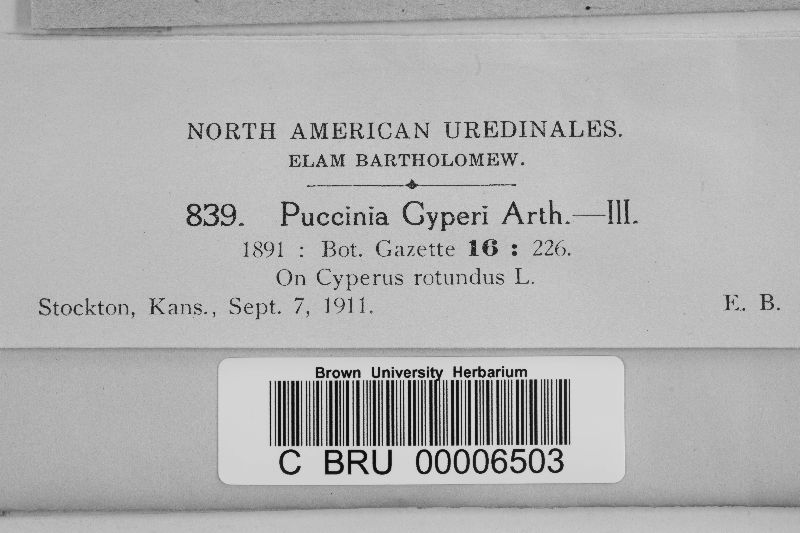 NORTH AMERICAN UREDINALES.
ELAM BARTHOLOMEW.
839. Puccinia Cyperi Arth.—III.
1891 : Bot. Gazette 16 : 226.
On Cyperus rotundus L.
Stockton, Kans., Sept. 7, 1911. E. B.
Brown University Herbarium
C BRU 00006503